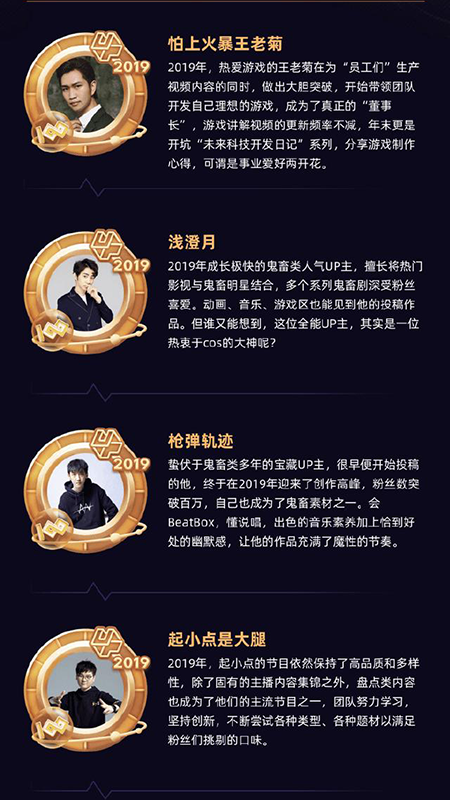 2019
怕上火暴王老菊
2019年，热爱游戏的王老菊在为“员工们”生产
视频内容的同时，做出大胆突破，开始带领团队
开发自己理想的游戏，成为了真正的“董事
长”，游戏讲解视频的更新频率不减，年末更是
开坑“未来科技开发日记”系列，分享游戏制作
心得，可谓是事业爱好两开花。
2019
浅澄月
2019年成长极快的鬼畜类人气UP主，擅长将热门
影视与鬼畜明星结合，多个系列鬼畜剧深受粉丝
喜爱。动画、音乐、游戏区也能见到他的投稿作
品。但谁又能想到，这位全能UP主，其实是一位
热衷于cos的大神呢？
2019
枪弹轨迹
蛰伏于鬼畜类多年的宝藏UP主，很早便开始投稿
的他，终于在2019年迎来了创作高峰，粉丝数突
破百万，自己也成为了鬼畜素材之一。会
BeatBox，懂说唱，出色的音乐素养加上恰到好
处的幽默感，让他的作品充满了魔性的节奏。
2019
起小点是大腿
2019年，起小点的节目依然保持了高品质和多样
性，除了固有的主播内容集锦之外，盘点类内容
也成为了他们的主流节目之一，团队努力学习，
坚持创新，不断尝试各种类型、各种题材以满足
粉丝们挑剔的口味。